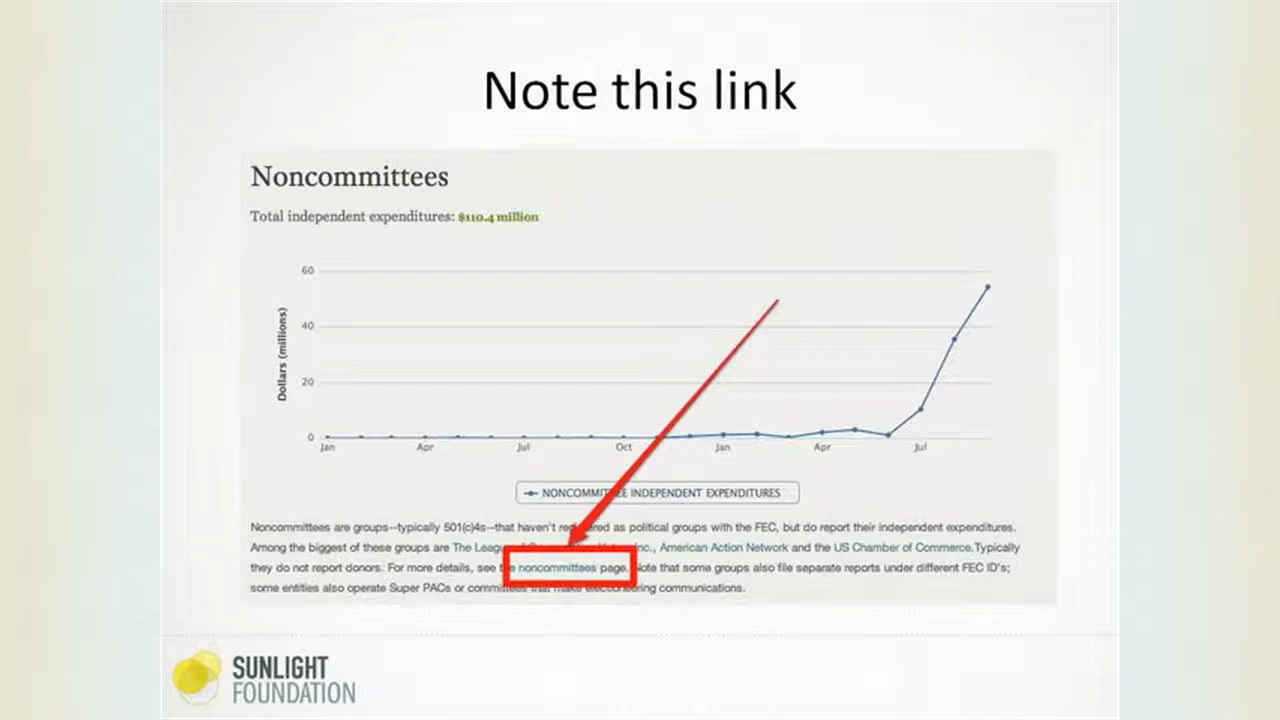 Note this link
Noncommittees
Total independent expenditures: $110.4 million
Dollars (millions)
60
40
20
0
Jan Apr Jul Oct Jan Apr Jul
NONCOMMITTEE INDEPENDENT EXPENDITURES
Noncommittees are groups--typically 501(c)4s--that haven't registered as political groups with the FEC, but do report their independent expenditures.
Among the biggest of these groups are The League of Inc., American Action Network and the US Chamber of Commerce.Typically
they do not report donors. For more details, see the noncommittees page. Note that some groups also file separate reports under different FEC ID's;
some entities also operate Super PACs or committees that make electioneering communications.
SUNLIGHT
FOUNDATION